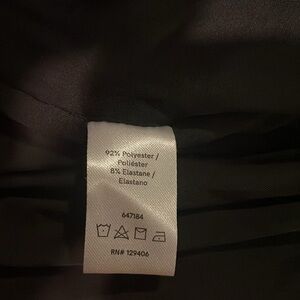 92% Polyester /
Poliéster
8% Elastane /
Elastano
647184
RN# 129406